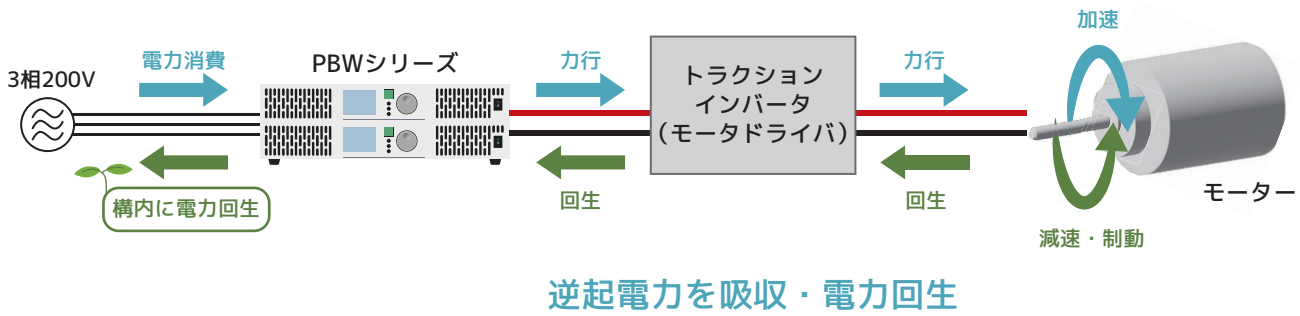 加速
電力消費
PBWシリーズ
力行
力行
3相200V
トラクション
インバータ
（モータドライバ）
回生
回生
モーター
構内に電力回生
減速・制動
逆起電力を吸収・電力回生